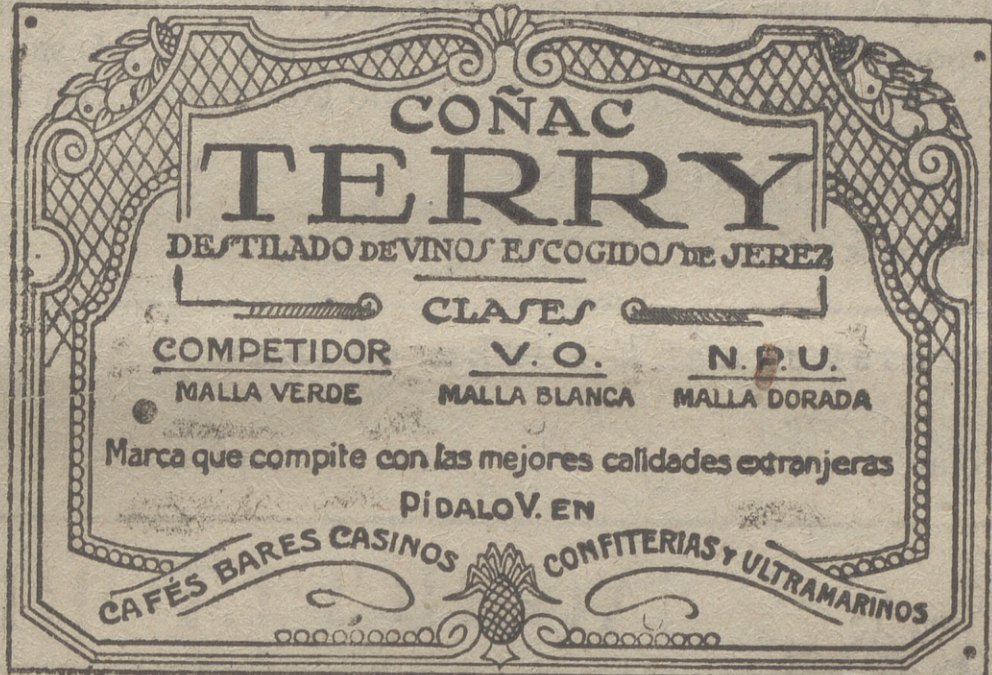 COÑAC
TERRY
DESTILADO DE VINOS ESCOGIDOS DE JEREZ
CLASES
COMPETIDOR V. O. N. P. U.
MALLA VERDE MALLA BLANCA MALLA DORADA
Marca que compite con las mejores calidades extranjeras
PÍDALO V. EN
CAFÉS BARES CASINOS CONFITERIAS Y ULTRAMARINOS